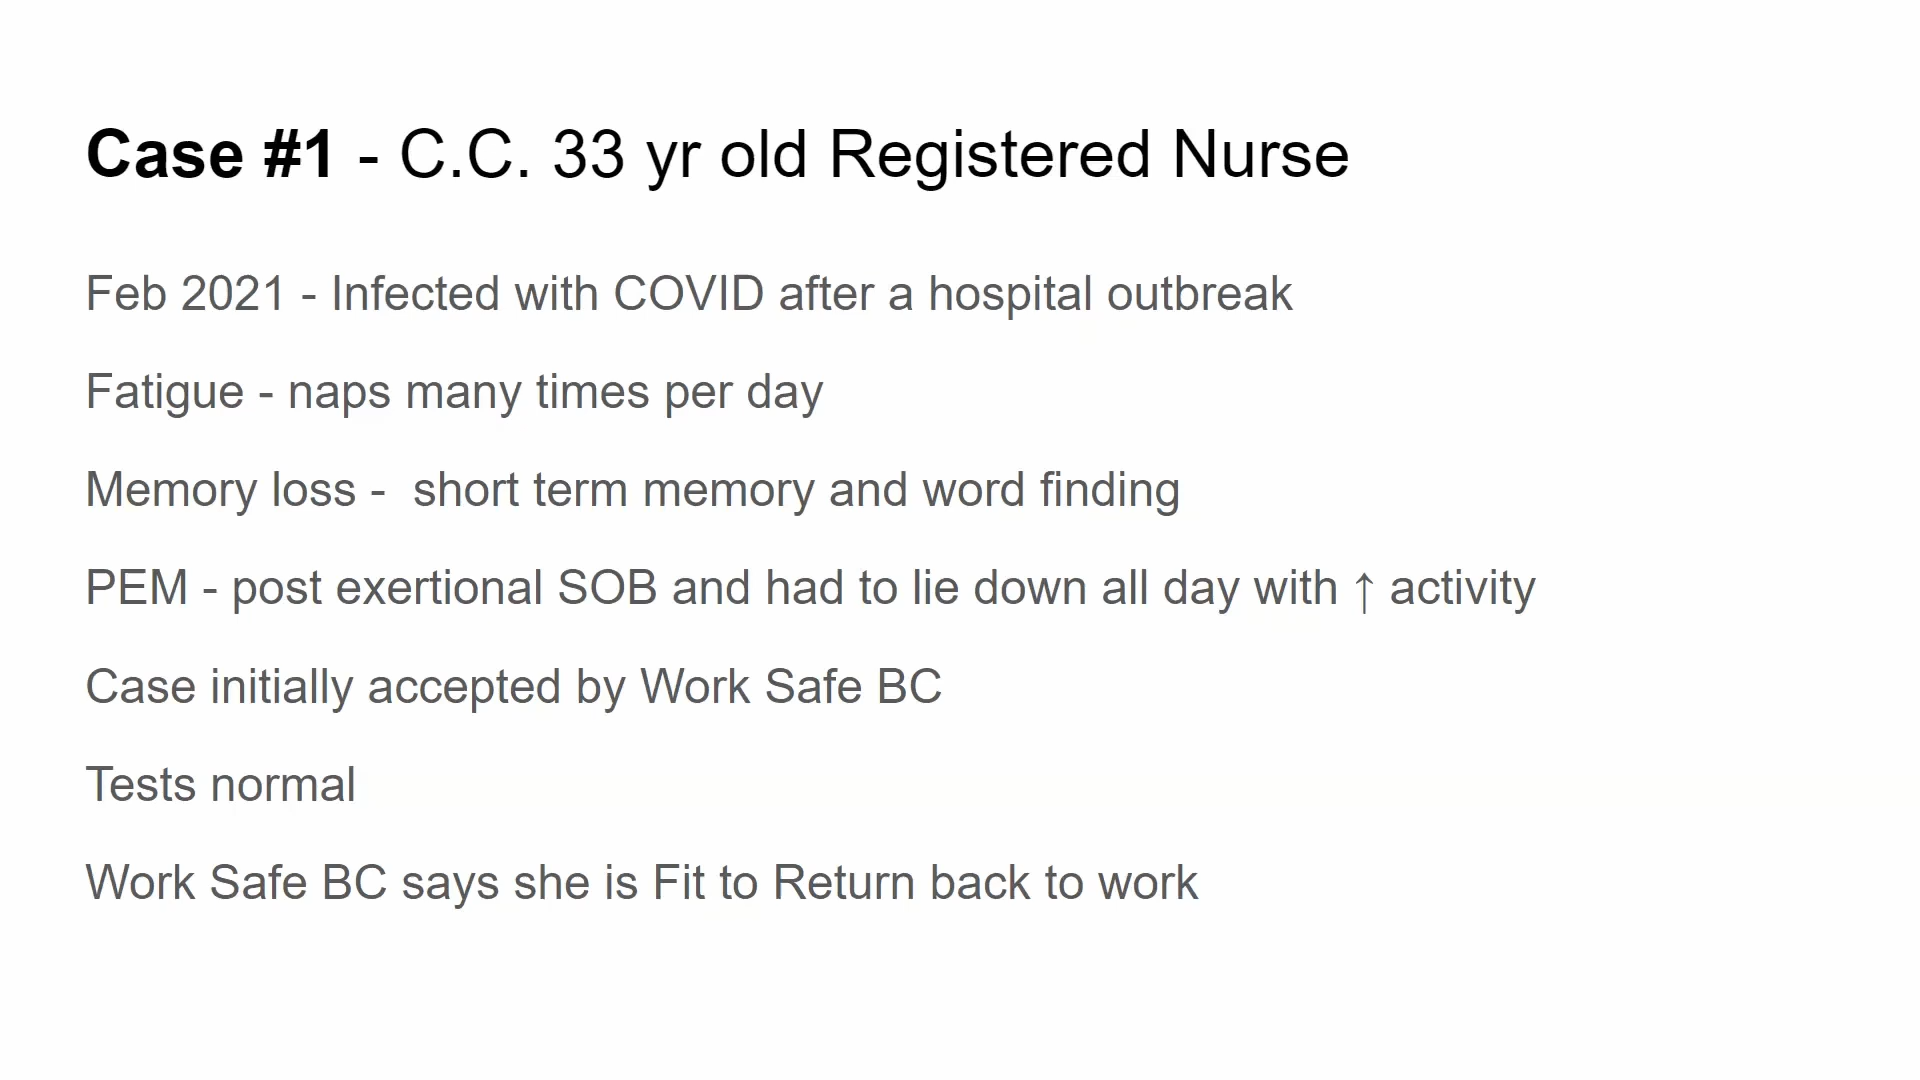 Case #1 - C.C. 33 yr old Registered Nurse
Feb 2021 - Infected with COVID after a hospital outbreak
Fatigue - naps many times per day
Memory loss -  short term memory and word finding
PEM - post exertional SOB and had to lie down all day with ↑ activity
Case initially accepted by Work Safe BC
Tests normal
Work Safe BC says she is Fit to Return back to work